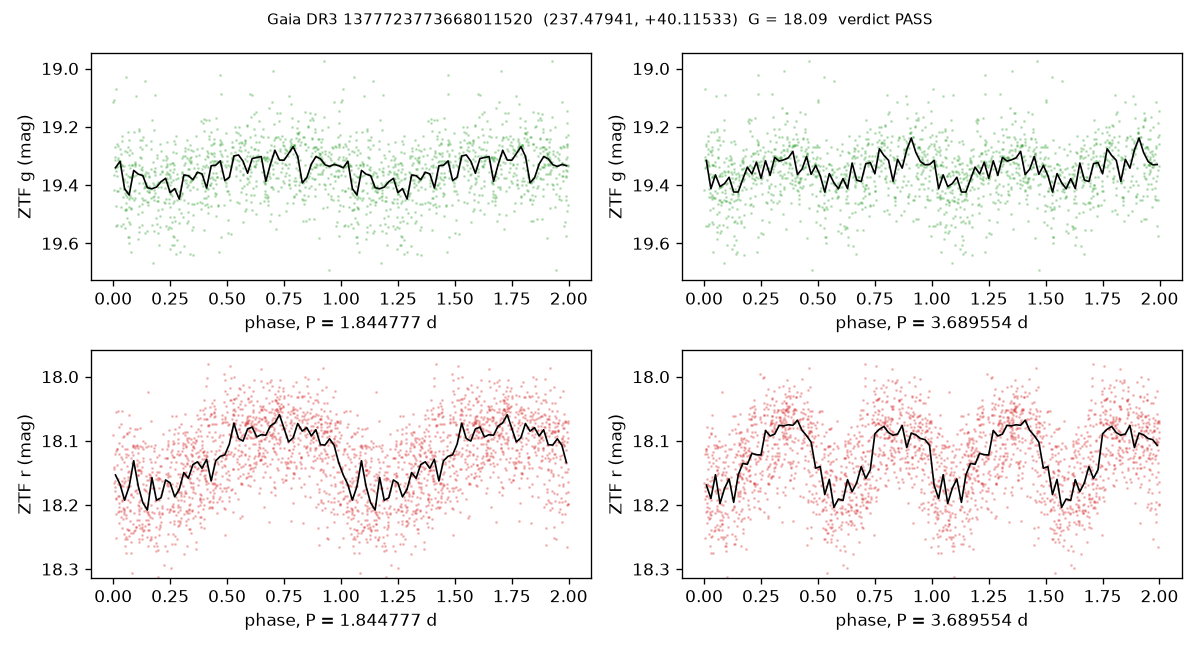 Gaia DR3 1377723773668011520 (237.47941, +40.11533) G = 18.09 verdict PASS
ZTF g (mag)
19.0
19.2
19.4
19.6
0.00 0.25 0.50 0.75 1.00 1.25 1.50 1.75 2.00
phase, P = 1.844777 d
ZTF g (mag)
19.0
19.2
19.4
19.6
0.00 0.25 0.50 0.75 1.00 1.25 1.50 1.75 2.00
phase, P = 3.689554 d
ZTF r (mag)
18.0
18.1
18.2
18.3
0.00 0.25 0.50 0.75 1.00 1.25 1.50 1.75 2.00
phase, P = 1.844777 d
ZTF r (mag)
18.0
18.1
18.2
18.3
0.00 0.25 0.50 0.75 1.00 1.25 1.50 1.75 2.00
phase, P = 3.689554 d